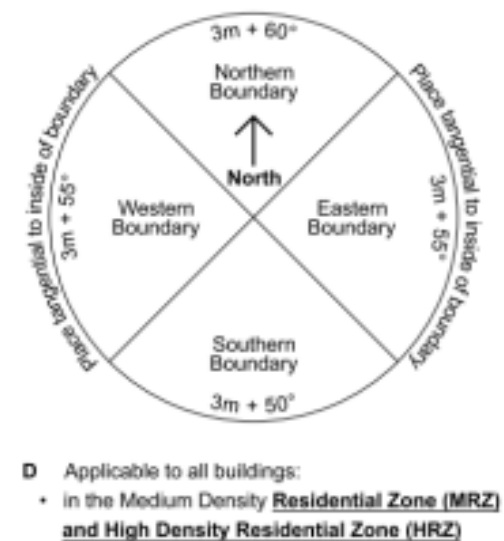 3m + 60°
Northern
Boundary
Place tangential to inside of boundary
3m + 55°
North
Western
Boundary
Eastern
Boundary
3m + 55°
Place tangential to inside of boundary
Southern
Boundary
3m + 50°
D Applicable to all buildings:
• in the Medium Density Residential Zone (MRZ)
and High Density Residential Zone (HRZ)